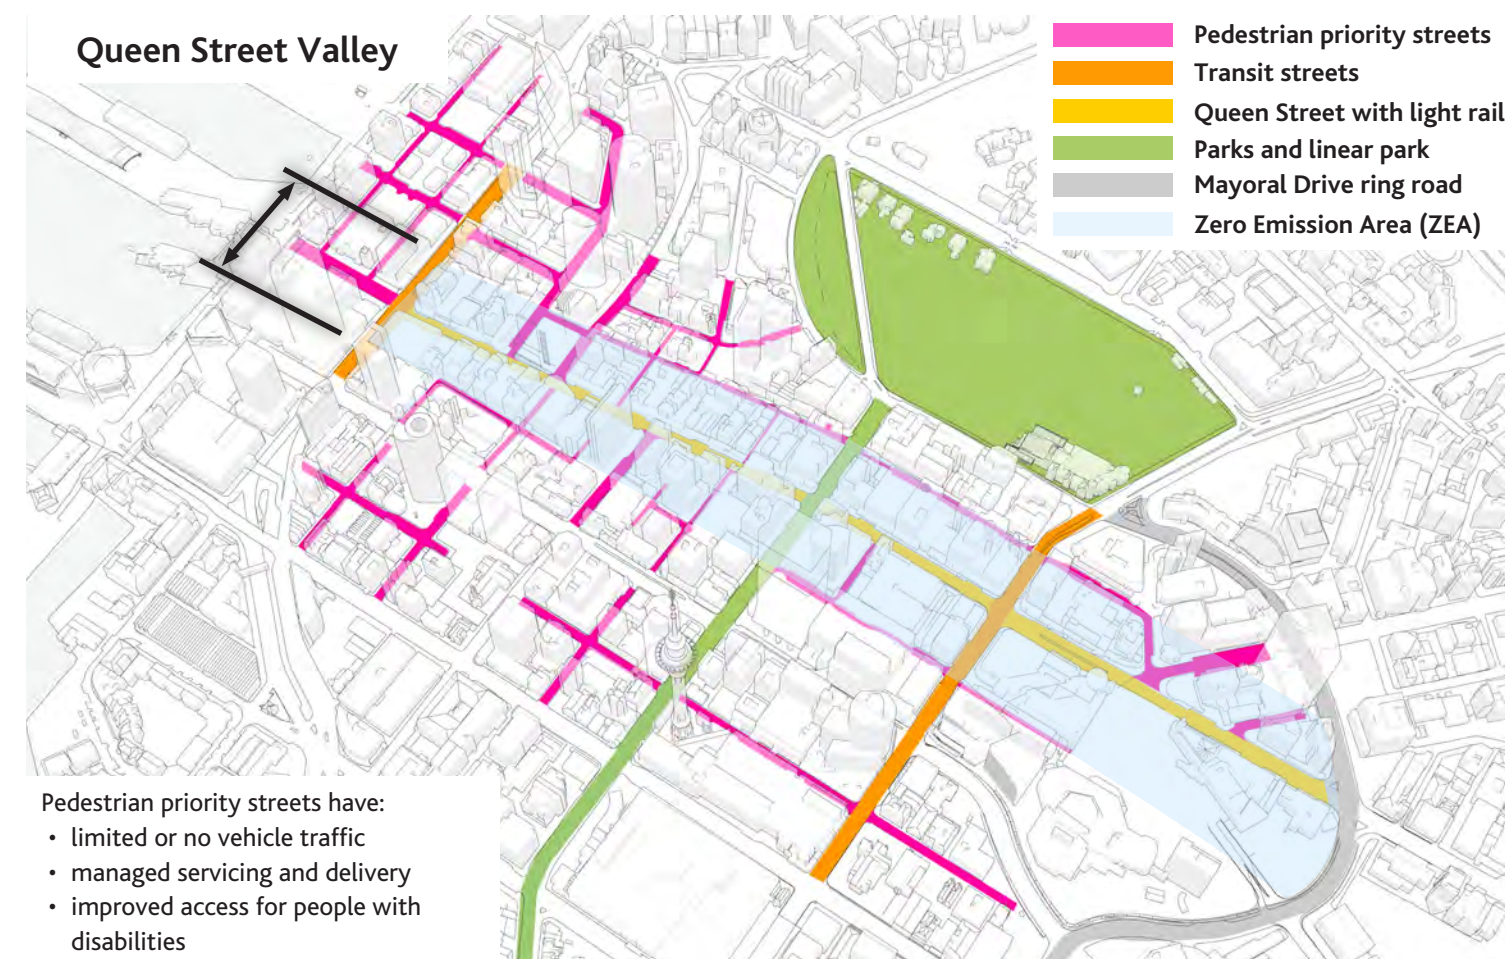 Queen Street Valley
Pedestrian priority streets
Transit streets
Queen Street with light rail
Parks and linear park
Mayoral Drive ring road
Zero Emission Area (ZEA)
Pedestrian priority streets have:
• limited or no vehicle traffic
• managed servicing and delivery
• improved access for people with
disabilities